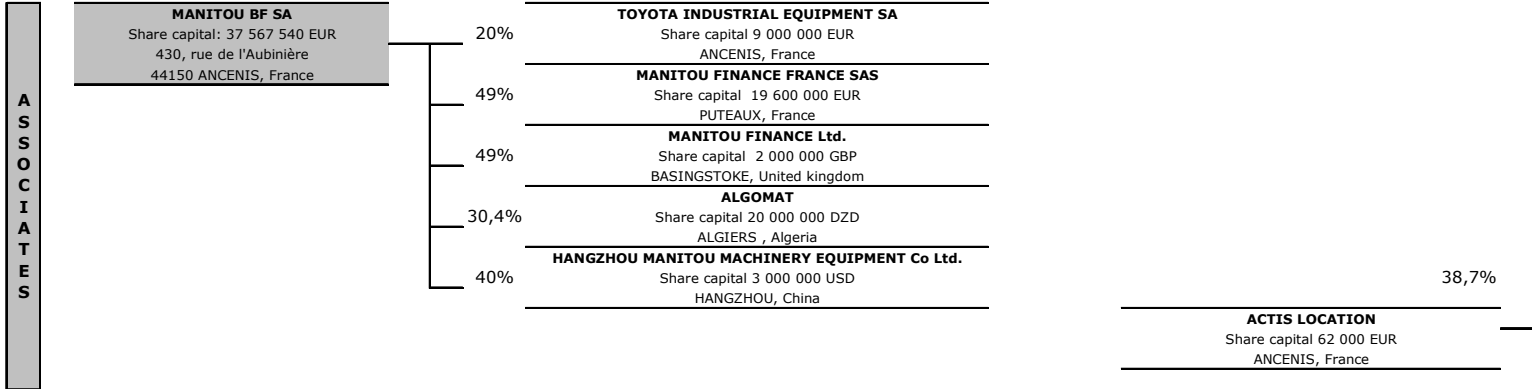 A
S
S
O
C
I
A
T
E
S
MANITOU BF SA
Share capital: 37 567 540 EUR
430, rue de l'Aubinière
44150 ANCENIS, France
20%
TOYOTA INDUSTRIAL EQUIPMENT SA
Share capital 9 000 000 EUR
ANCENIS, France
49%
MANITOU FINANCE FRANCE SAS
Share capital 19 600 000 EUR
PUTEAUX, France
49%
MANITOU FINANCE Ltd.
Share capital 2 000 000 GBP
BASINGSTOKE, United kingdom
30,4%
ALGOMAT
Share capital 20 000 000 DZD
ALGIERS , Algeria
40%
HANGZHOU MANITOU MACHINERY EQUIPMENT Co Ltd.
Share capital 3 000 000 USD
HANGZHOU, China
38,7%
ACTIS LOCATION
Share capital 62 000 EUR
ANCENIS, France